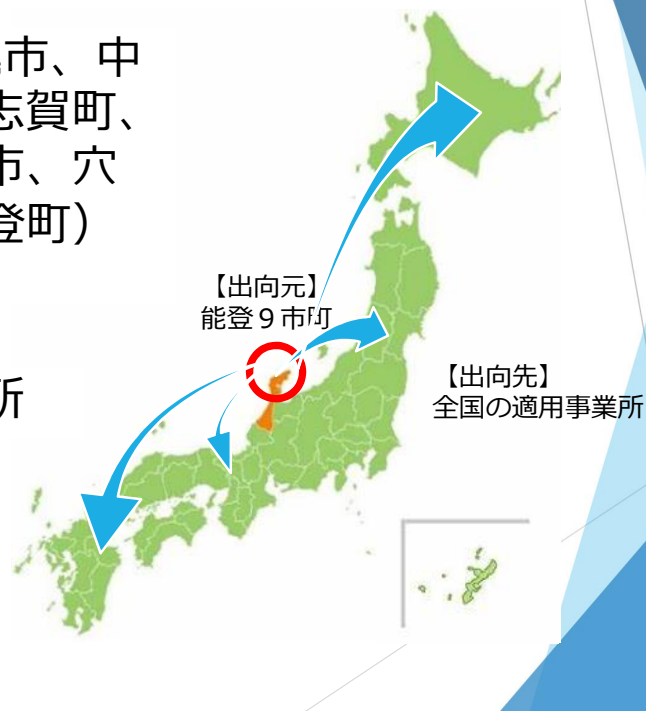 市、中
志賀町、
市、穴
登町）
所
【出向元】
能登９市町
【出向先】
全国の適用事業所